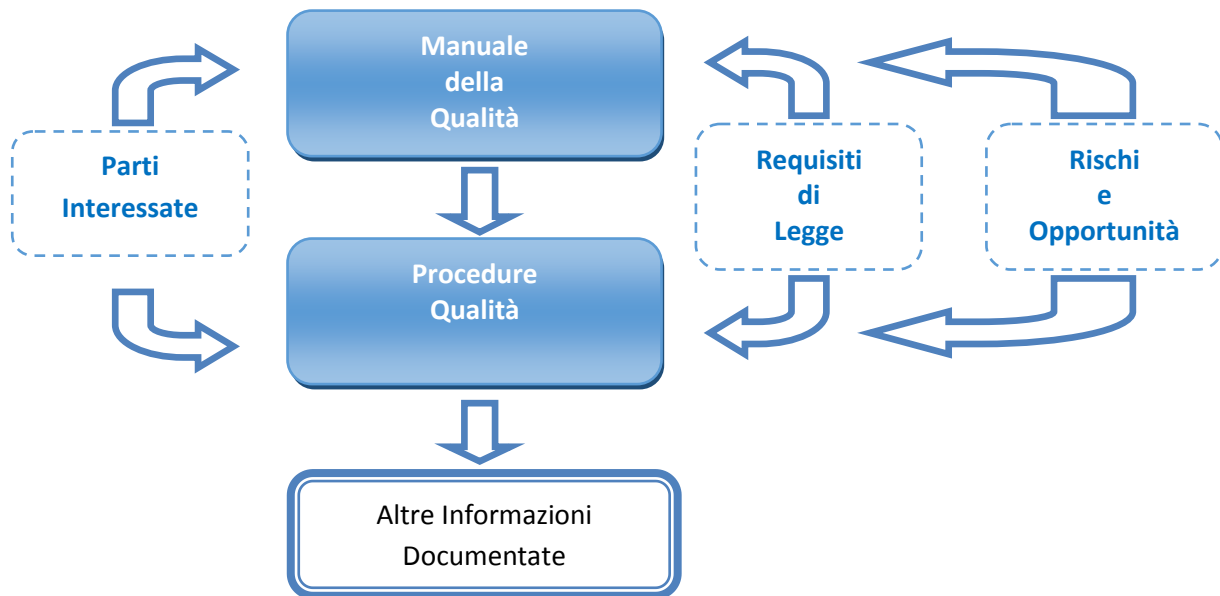 Manuale
della
Qualità
Parti
Interessate
Requisiti
di
Legge
Rischi
e
Opportunità
Procedure
Qualità
Altre Informazioni
Documentate